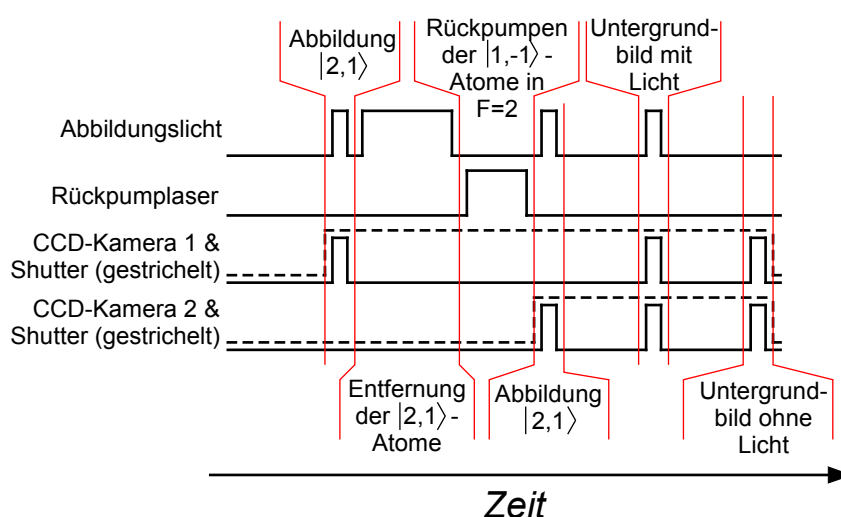 Abbildung
|2,1⟩
Rückpumpen
der |1,-1⟩ -
Atome in
F=2
Untergrund-
bild mit
Licht
Abbildungslicht
Rückpumplaser
CCD-Kamera 1 &
Shutter (gestrichelt)
CCD-Kamera 2 &
Shutter (gestrichelt)
Entfernung
der |2,1⟩-
Atome
Abbildung
|2,1⟩
Untergrund-
bild ohne
Licht
Zeit